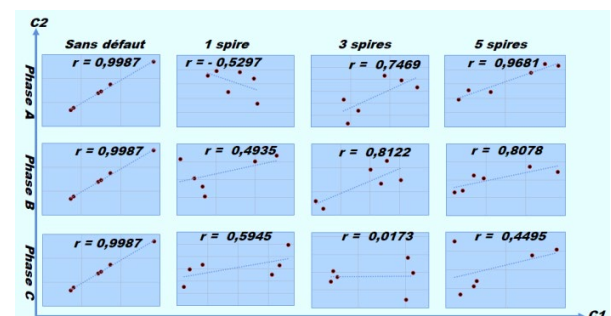 C2
Sans défaut 1 spire 3 spires 5 spires
Phase A
r = 0,9987 r = - 0,5297 r = 0,7469 r = 0,9681
Phase B
r = 0,9987 r = 0,4935 r = 0,8122 r = 0,8078
Phase C
r = 0,9987 r = 0,5945 r = 0,0173 r = 0,4495
C1